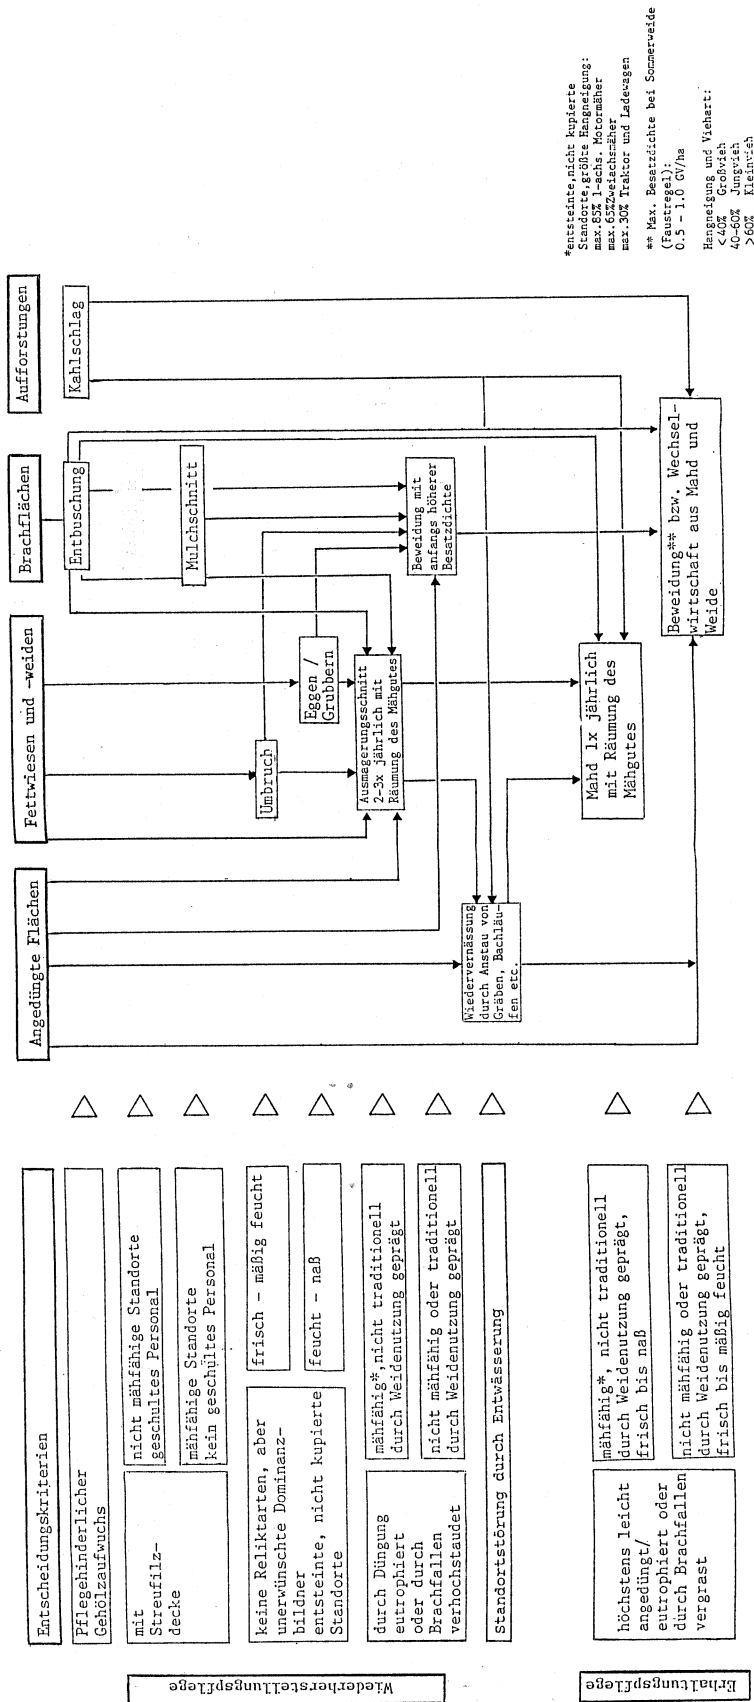 Entscheidungskriterien
Angedüngte Flächen
Fettwiesen und -weiden
Brachflächen
Aufforstungen
Wiederherstellungspflege
Pflegehinderlicher
Gehölzaufwuchs
Entbuschung
Kahlschlag
mit
Streufilz-
decke
nicht mähfähige Standorte
geschultes Personal
mähfähige Standorte
kein geschültes Personal
Mulchschnitt
keine Reliktarten, aber
unerwünschte Dominanz-
bildner
entsteinte, nicht kupierte
Standorte
frisch - mäßig feucht
feucht - naß
Umbruch
Eggen /
Grubbern
durch Düngung
eutrophiert
oder durch
Brachfallen
verhochstaudet
mähfähig*, nicht traditionell
durch Weidenutzung geprägt
nicht mähfähig oder traditionell
durch Weidenutzung geprägt
Ausmagerungsschnitt
2-3x jährlich mit
Räumung des Mähgutes
Beweidung mit
anfangs höherer
Besatzdichte
Standortstörung durch Entwässerung
Wiedervernässung
durch Anstau von
Gräben, Bachläu-
fen etc.
Erhaltungspflege
höchstens leicht
angedüngt/
eutrophiert oder
durch Brachfallen
vergrast
mähfähig*, nicht traditionell
durch Weidenutzung geprägt,
frisch bis naß
nicht mähfähig oder traditionell
durch Weidenutzung geprägt,
frisch bis mäßig feucht
Mahd 1x jährlich
mit Räumung des
Mähgutes
Beweidung** bzw. Wechsel-
wirtschaft aus Mahd und
Weide
*entsteinte,nicht kupierte
Standorte,größte Hangneigung:
max.85% 1-achs. Motormäher
max.65%Zweiachsmäher
max.30% Traktor und Ladewagen
** Max. Besatzdichte bei Sommerweide
(Faustregel):
0.5 - 1.0 GV/ha
Hangneigung und Viehart:
<40% Großvieh
40-60% Jungvieh
>60% Kleinvieh